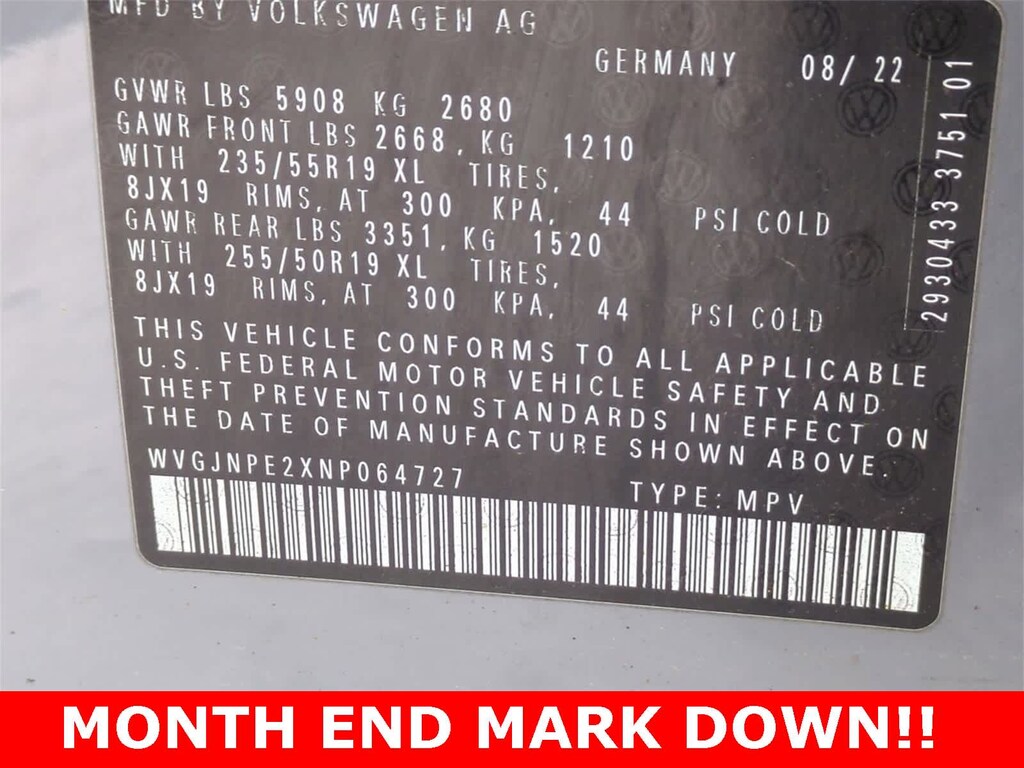 MFD BY VOLKSWAGEN AG
GERMANY 08/ 22
GVWR LBS 5908 KG 2680
GAWR FRONT LBS 2668, KG 1210
WITH 235/55R19 XL TIRES,
8JX19 RIMS, AT 300 KPA, 44 PSI COLD
GAWR REAR LBS 3351, KG 1520
WITH 255/50R19 XL TIRES,
8JX19 RIMS, AT 300 KPA, 44 PSI COLD
THIS VEHICLE CONFORMS TO ALL APPLICABLE
U.S. FEDERAL MOTOR VEHICLE SAFETY AND
THEFT PREVENTION STANDARDS IN EFFECT ON
THE DATE OF MANUFACTURE SHOWN ABOVE.
WVGJNPE2XNP064727 TYPE: MPV
2930433 3751 01
MONTH END MARK DOWN!!